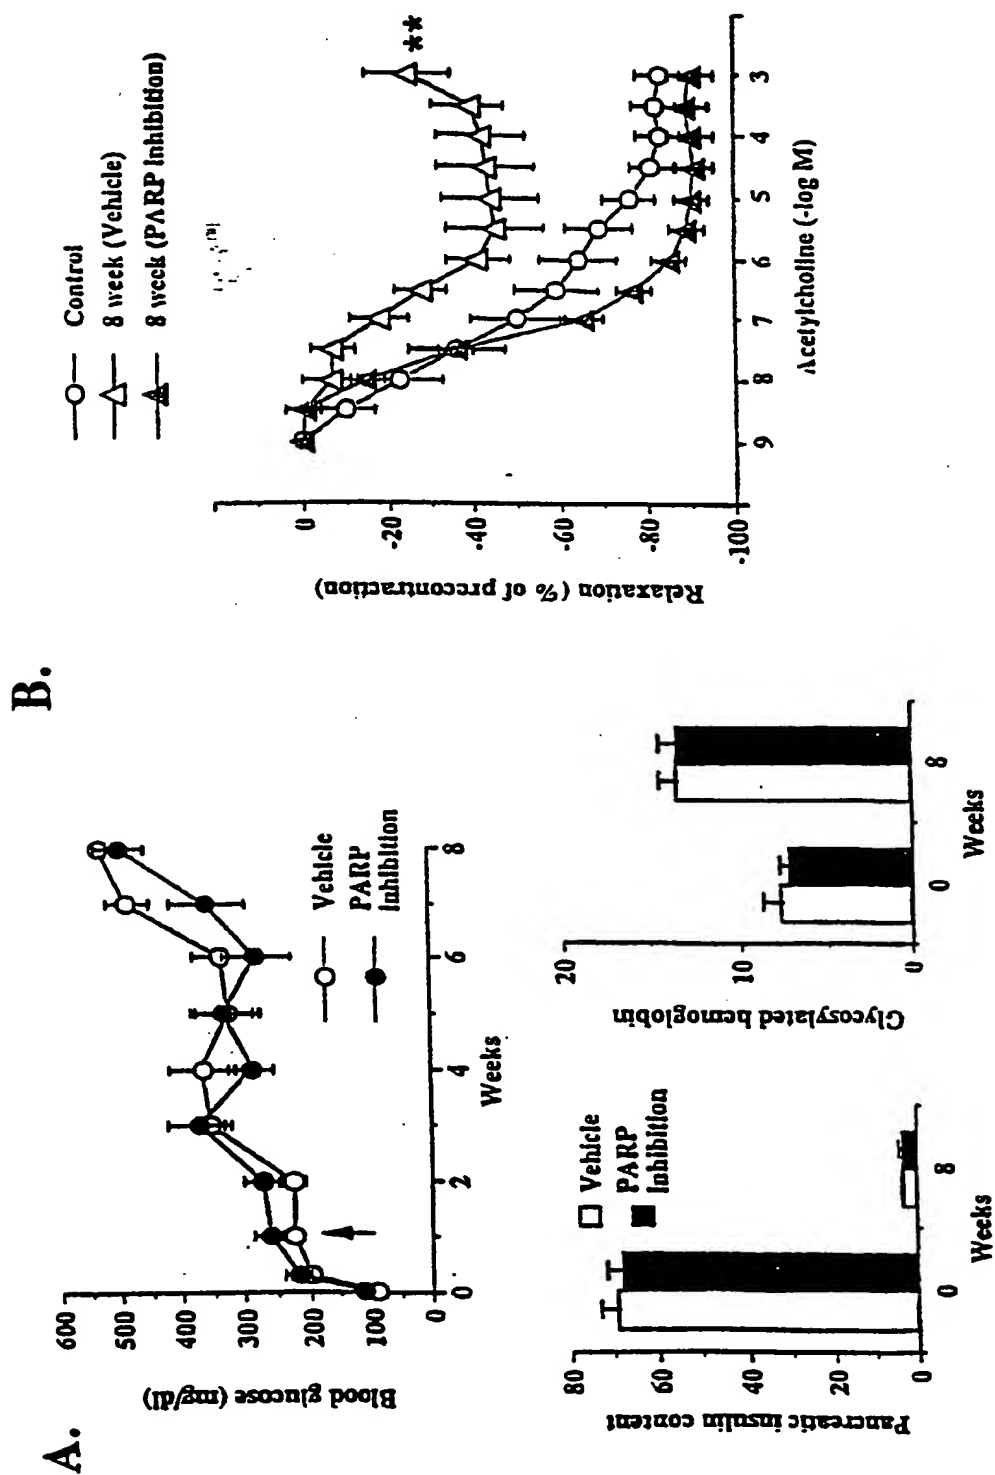 A.
Blood glucose (mg/dl)
600
500
400
300
200
100
0
0 2 4 6 8
Weeks
Vehicle
PARP
Inhibition
Pancreatic insulin content
80
60
40
20
0
0 8
Weeks
Vehicle
PARP
Inhibition
Glycosylated hemoglobin
20
10
0
0 8
Weeks
B.
Control
8 week (Vehicle)
8 week (PARP Inhibition)
Relaxation (% of precontraction)
0
-20
-40
-60
-80
-100
9 8 7 6 5 4 3
Acetylcholine (-log M)
**